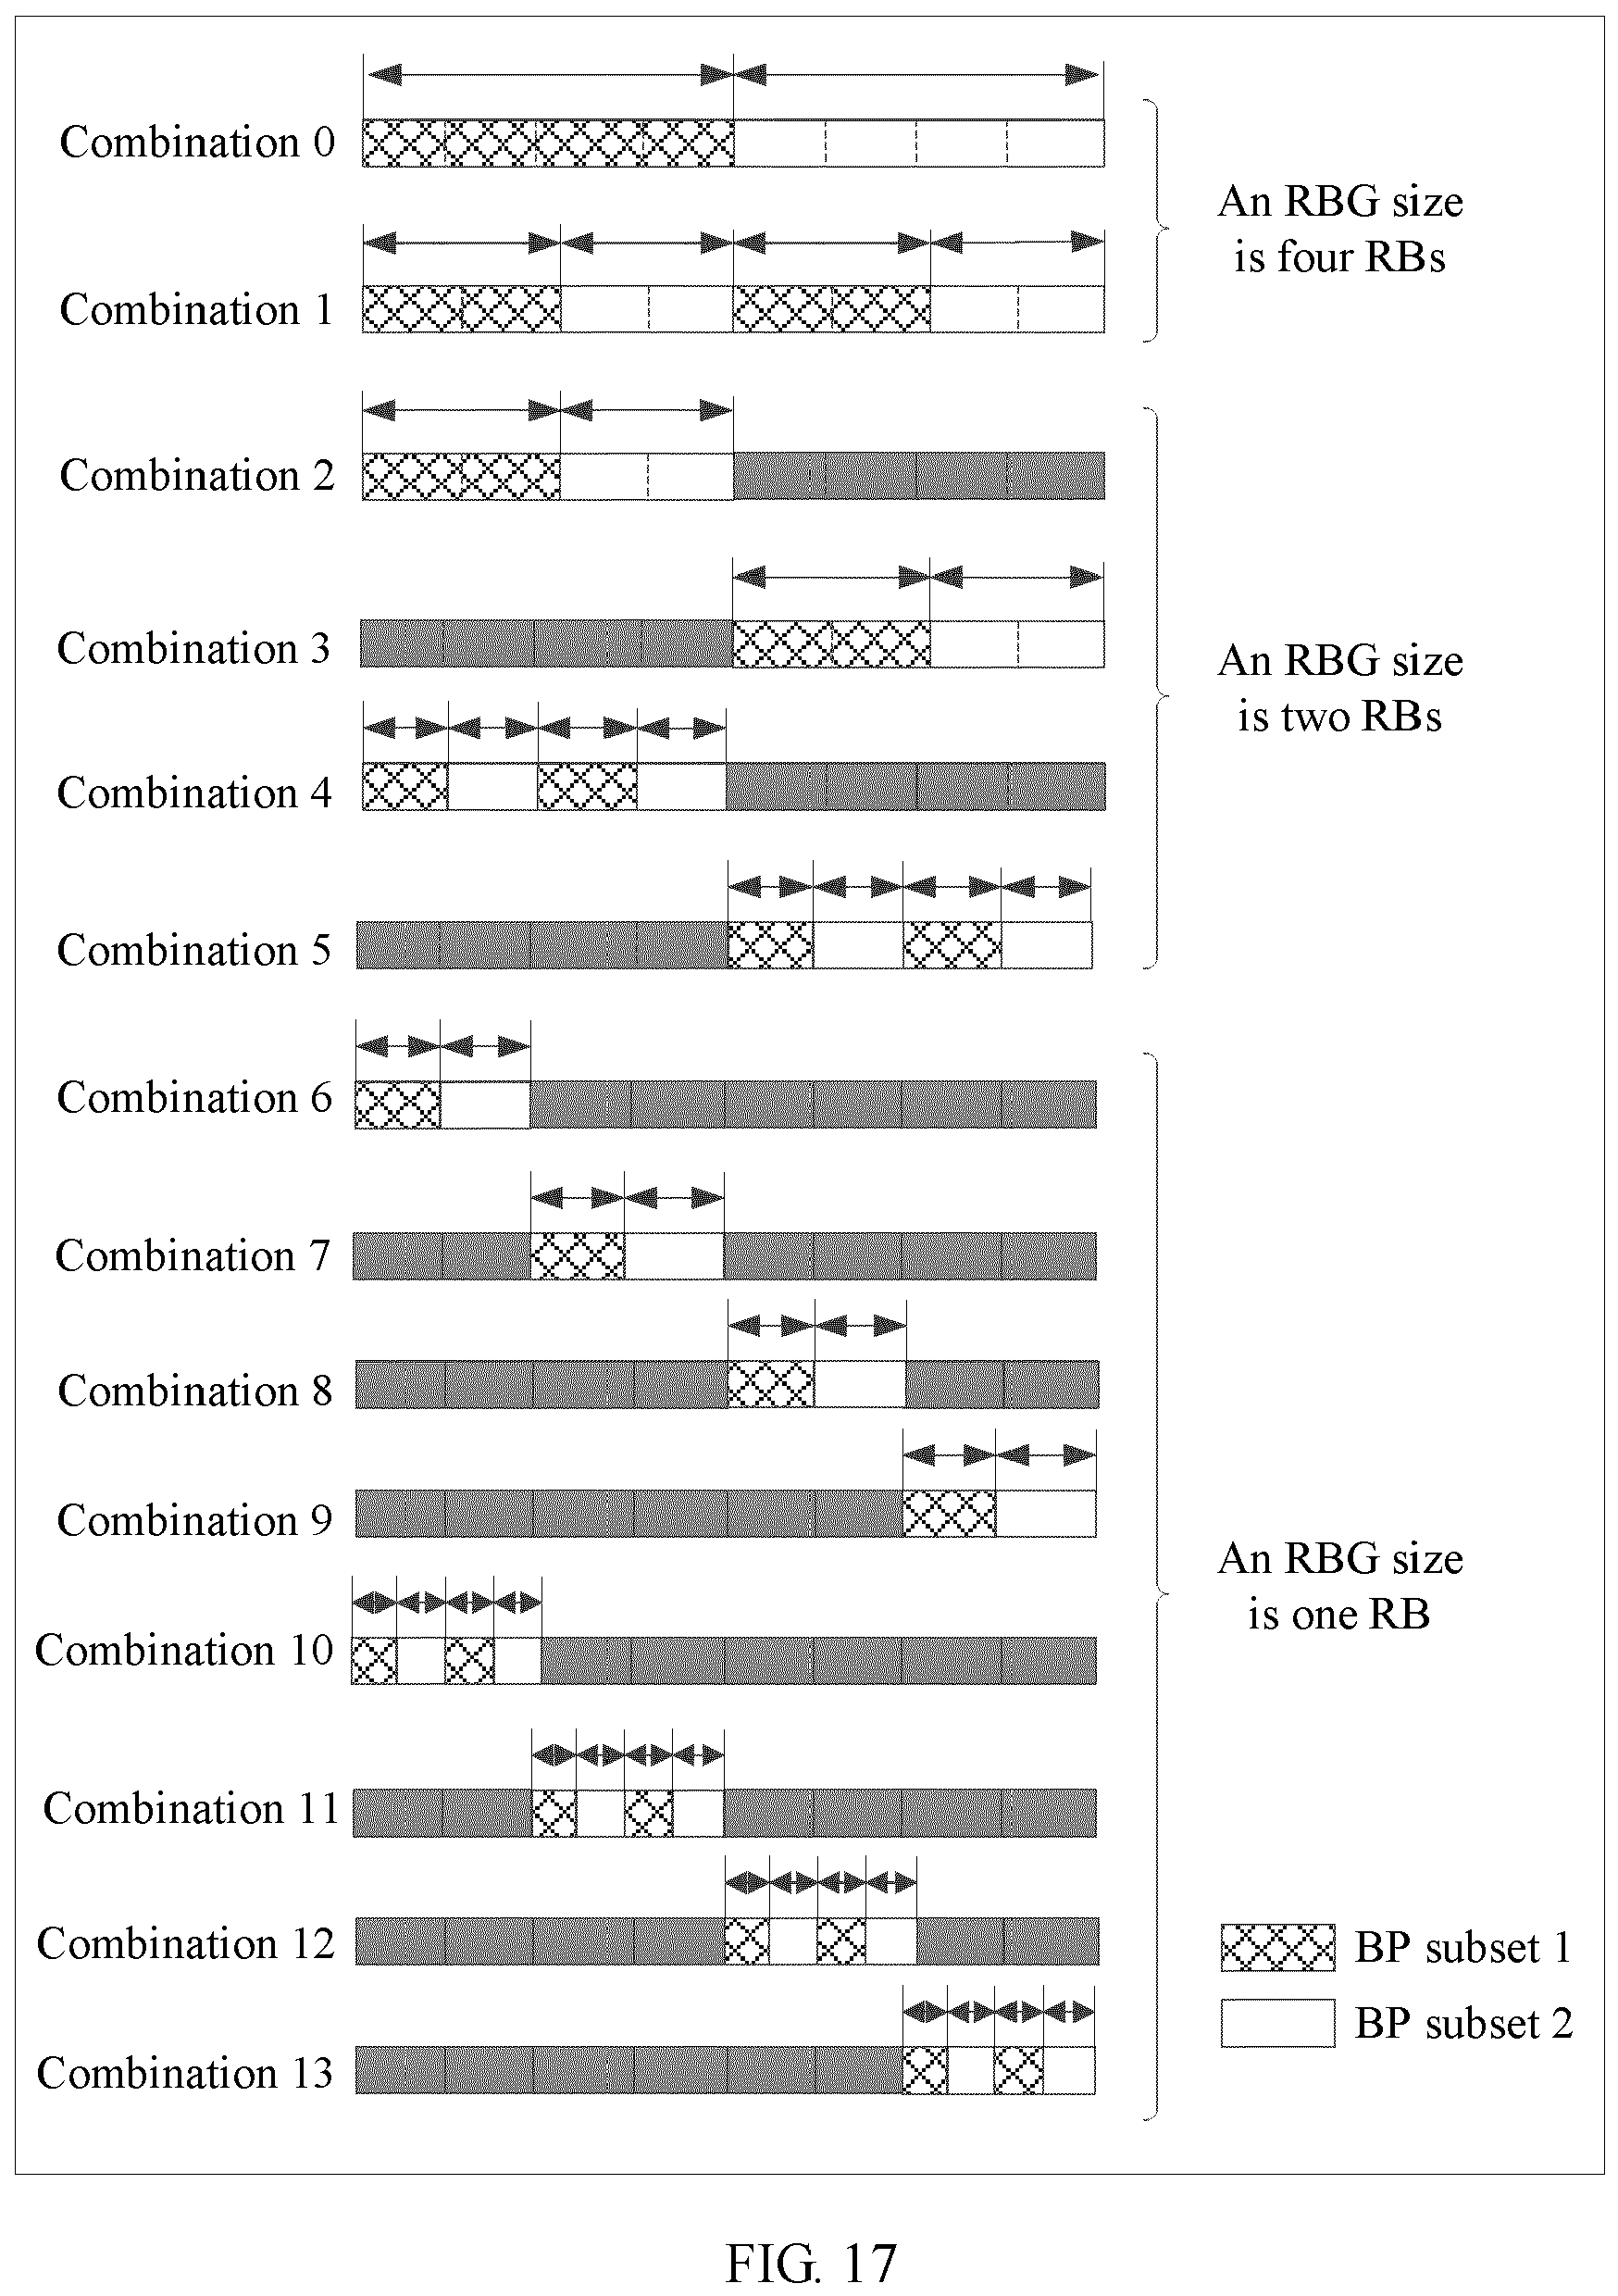 Combination 0
Combination 1
An RBG size
is four RBs
Combination 2
Combination 3
Combination 4
Combination 5
An RBG size
is two RBs
Combination 6
Combination 7
Combination 8
Combination 9
Combination 10
Combination 11
Combination 12
Combination 13
An RBG size
is one RB
BP subset 1
BP subset 2
FIG. 17